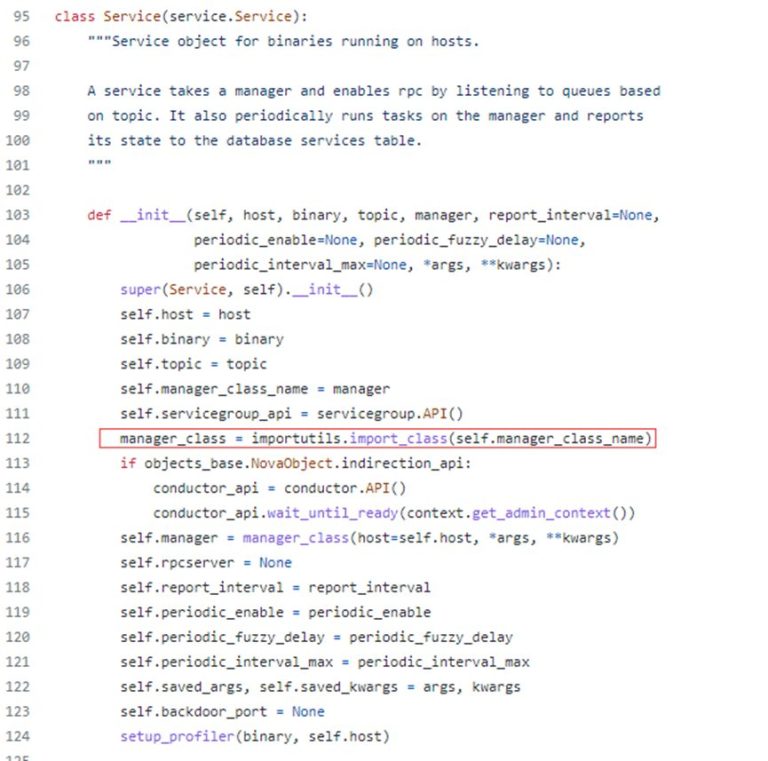 95 class Service(service.Service):
96 """Service object for binaries running on hosts.
97
98 A service takes a manager and enables rpc by listening to queues based
99 on topic. It also periodically runs tasks on the manager and reports
100 its state to the database services table.
101 """
102
103 def __init__(self, host, binary, topic, manager, report_interval=None,
104 periodic_enable=None, periodic_fuzzy_delay=None,
105 periodic_interval_max=None, *args, **kwargs):
106 super(Service, self).__init__()
107 self.host = host
108 self.binary = binary
109 self.topic = topic
110 self.manager_class_name = manager
111 self.servicegroup_api = servicegroup.API()
112 manager_class = importutils.import_class(self.manager_class_name)
113 if objects_base.NovaObject.indirection_api:
114 conductor_api = conductor.API()
115 conductor_api.wait_until_ready(context.get_admin_context())
116 self.manager = manager_class(host=self.host, *args, **kwargs)
117 self.rpcserver = None
118 self.report_interval = report_interval
119 self.periodic_enable = periodic_enable
120 self.periodic_fuzzy_delay = periodic_fuzzy_delay
121 self.periodic_interval_max = periodic_interval_max
122 self.saved_args, self.saved_kwargs = args, kwargs
123 self.backdoor_port = None
124 setup_profiler(binary, self.host)